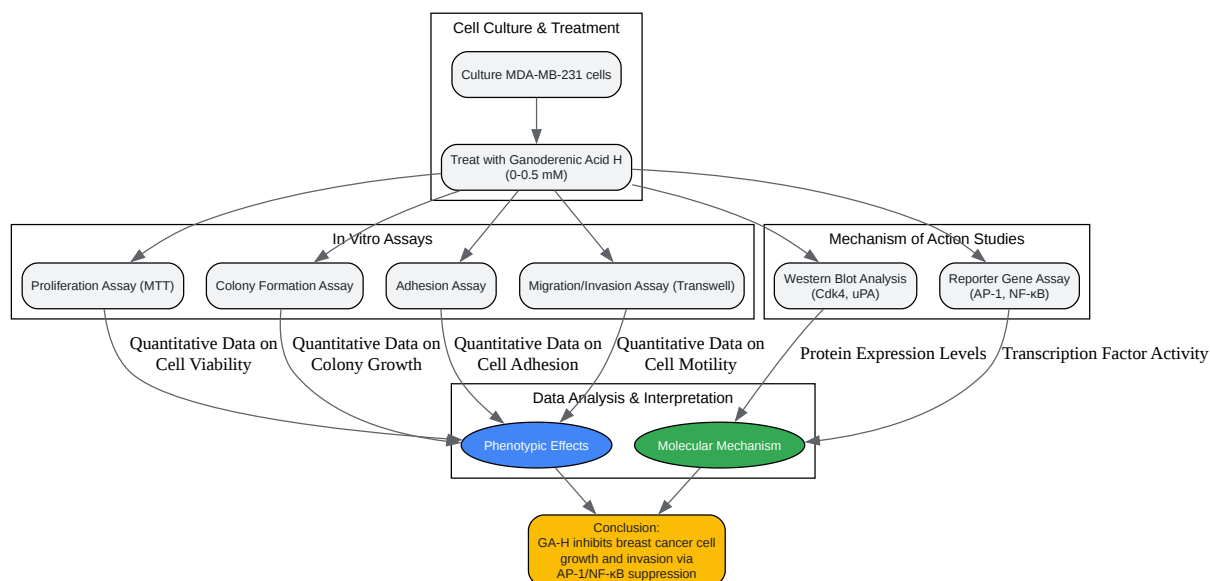 Cell Culture & Treatment
Culture MDA-MB-231 cells
Treat with Ganoderenic Acid H
(0-0.5 mM)
In Vitro Assays
Proliferation Assay (MTT)
Colony Formation Assay
Adhesion Assay
Migration/Invasion Assay (Transwell)
Mechanism of Action Studies
Western Blot Analysis
(Cdk4, uPA)
Reporter Gene Assay
(AP-1, NF-κB)
Quantitative Data on
Cell Viability
Quantitative Data on
Colony Growth
Quantitative Data on
Cell Adhesion
Quantitative Data on
Cell Motility
Protein Expression Levels
Transcription Factor Activity
Data Analysis & Interpretation
Phenotypic Effects
Molecular Mechanism
Conclusion:
GA-H inhibits breast cancer cell
growth and invasion via
AP-1/NF-κB suppression